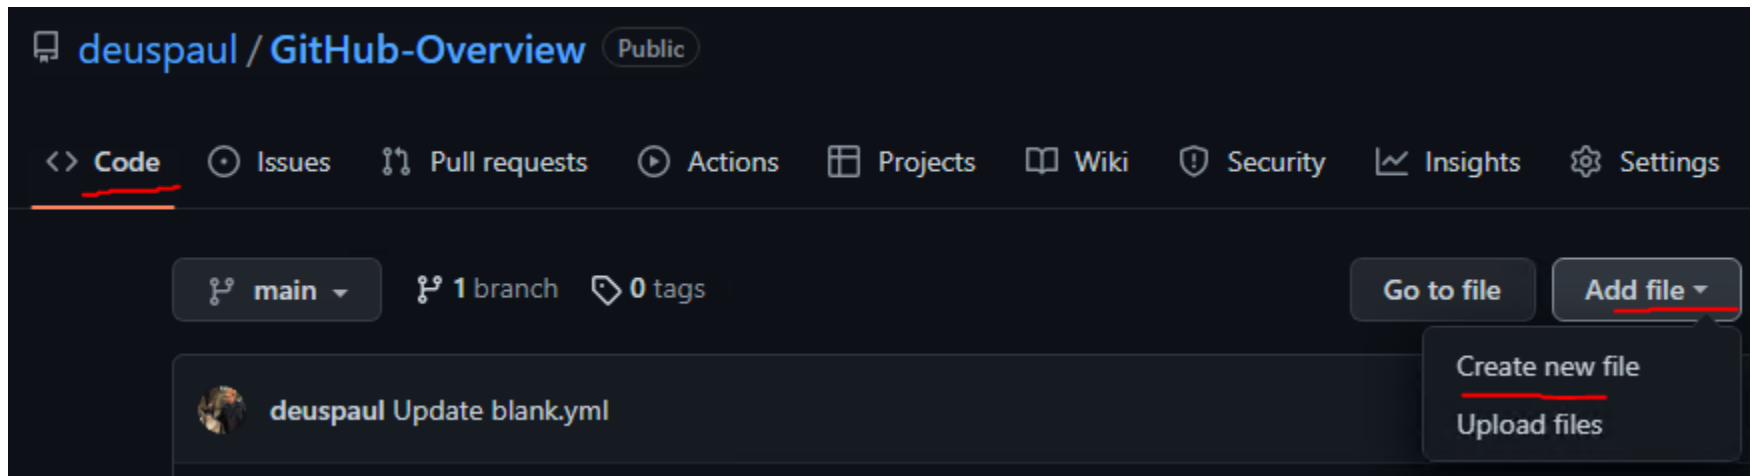 deuspaul / GitHub-Overview Public
<> Code Issues Pull requests Actions Projects Wiki Security Insights Settings
main 1 branch 0 tags Go to file Add file
Create new file
deuspaul Update blank.yml
Upload files